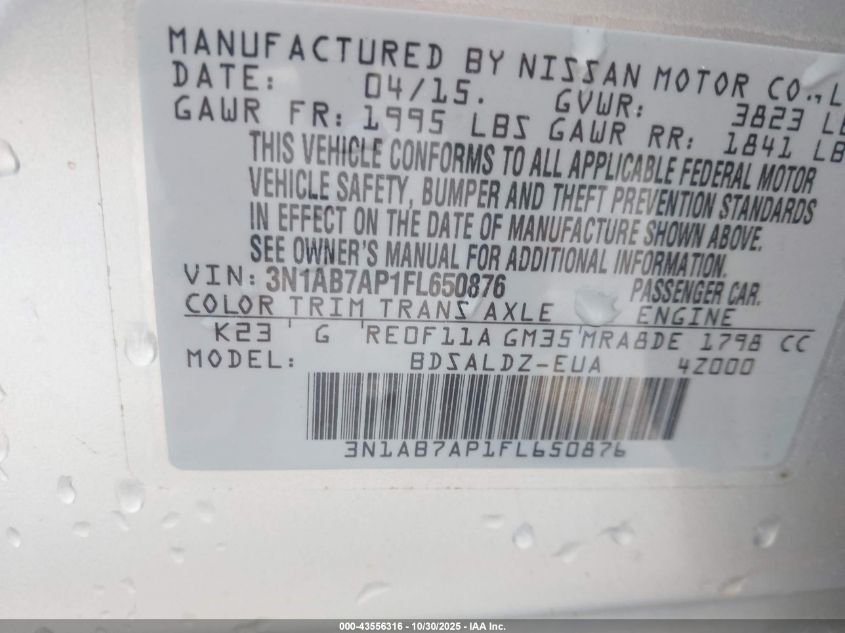 MANUFACTURED BY NISSAN MOTOR CO.,L
DATE: 04/15. GVWR: 3823 LB
GAWR FR: 1995 LBS GAWR RR: 1841 LB
THIS VEHICLE CONFORMS TO ALL APPLICABLE FEDERAL MOTOR
VEHICLE SAFETY, BUMPER AND THEFT PREVENTION STANDARDS
IN EFFECT ON THE DATE OF MANUFACTURE SHOWN ABOVE.
SEE OWNER'S MANUAL FOR ADDITIONAL INFORMATION.
VIN: 3N1AB7AP1FL650876 PASSENGER CAR.
COLOR TRIM TRANS AXLE ENGINE
K23 ' G 'RE0F11A GM35'MRA8DE 1798 CC
MODEL: BDSALDZ-EUA 4Z000
3N1AB7AP1FL650876
000-43556316 - 10/30/2025 - IAA Inc.